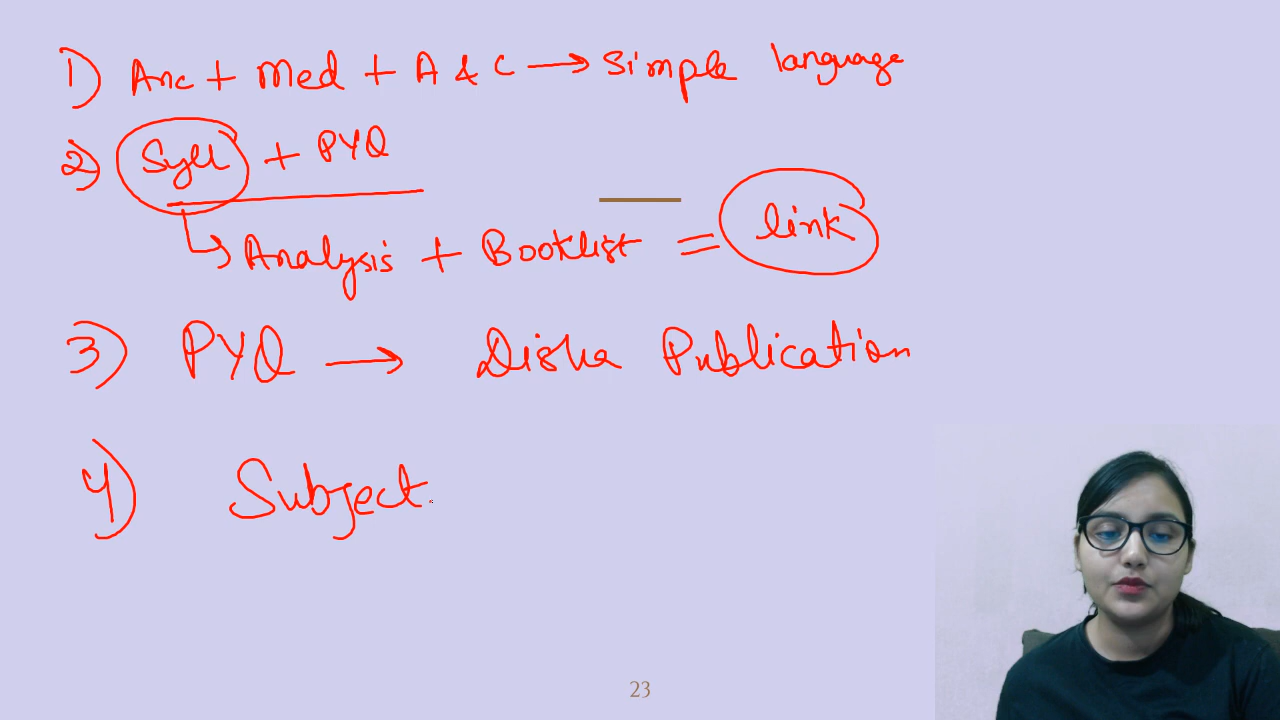 1) Anc + Med + A & C → Simple language
2) Syll + PYQ
↳ Analysis + Booklist = link
3) PYQ → Disha Publication
4) Subject
23